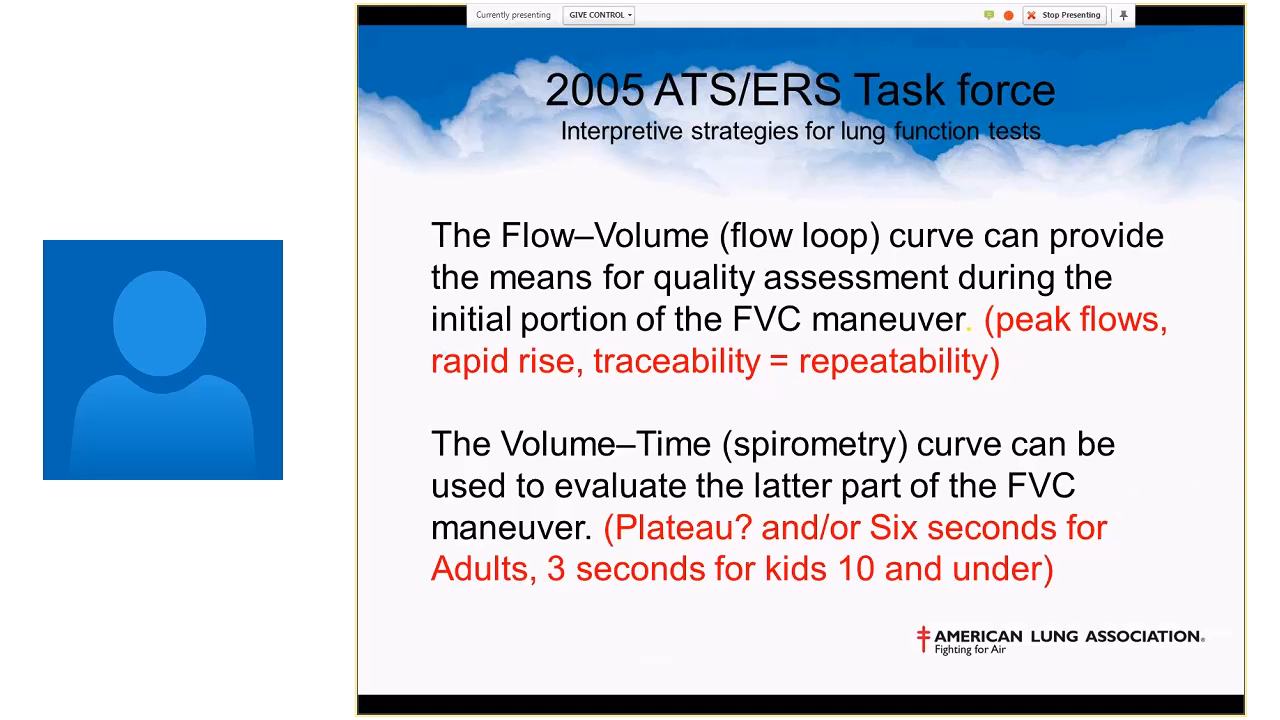 Currently presenting GIVE CONTROL Stop Presenting
2005 ATS/ERS Task force
Interpretive strategies for lung function tests
The Flow–Volume (flow loop) curve can provide
the means for quality assessment during the
initial portion of the FVC maneuver. (peak flows,
rapid rise, traceability = repeatability)
The Volume–Time (spirometry) curve can be
used to evaluate the latter part of the FVC
maneuver. (Plateau? and/or Six seconds for
Adults, 3 seconds for kids 10 and under)
AMERICAN LUNG ASSOCIATION®
Fighting for Air